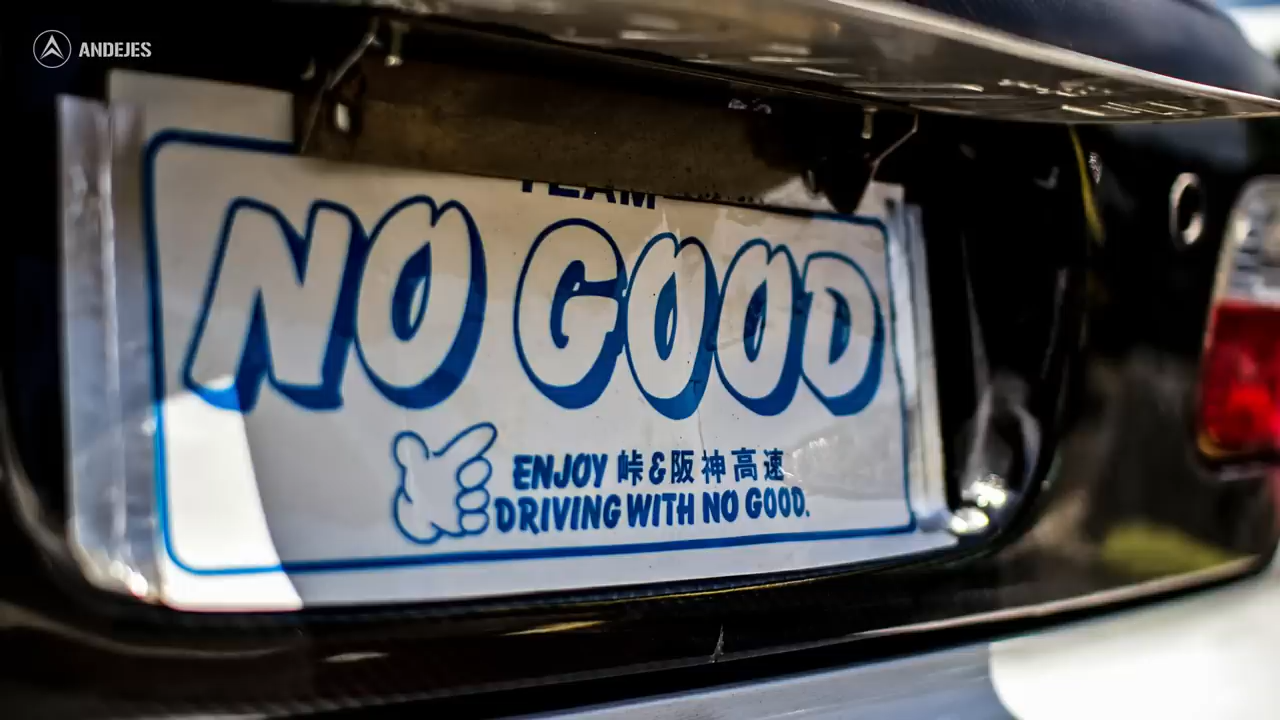 ANDEJES
TEAM
NO GOOD
ENJOY 峠&阪神高速
DRIVING WITH NO GOOD.